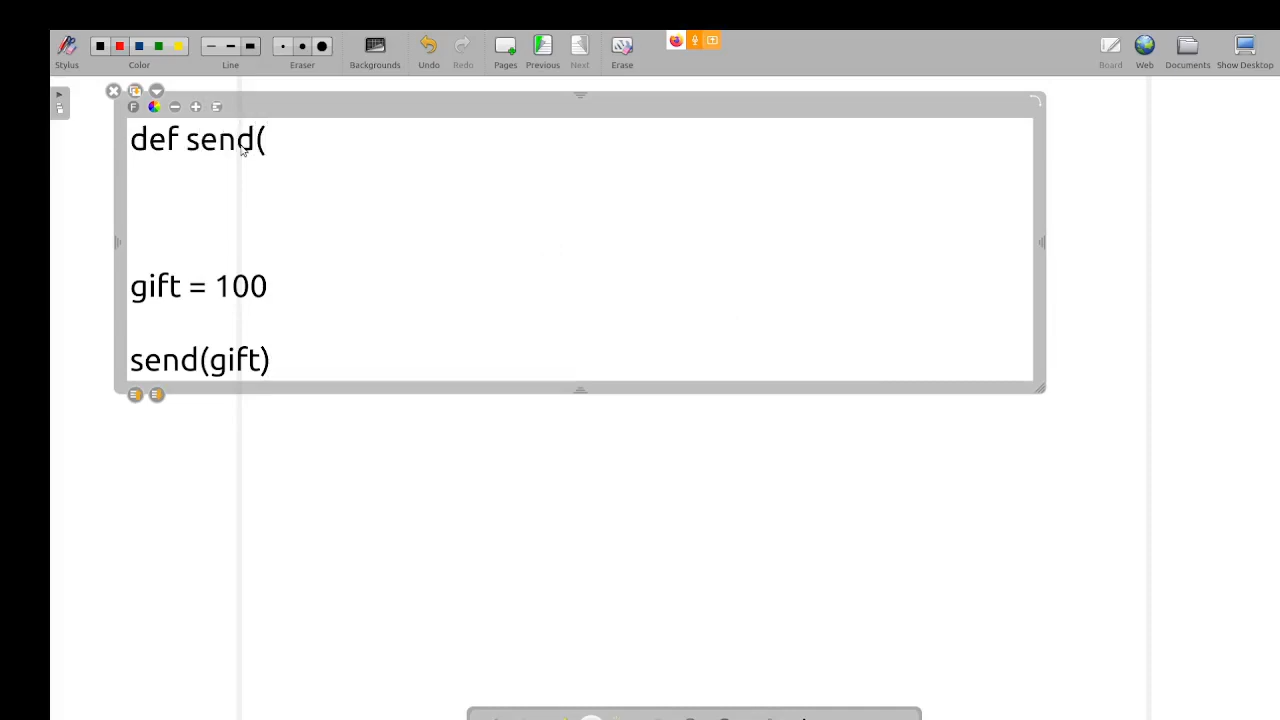 Stylus
Color
Line
Eraser
Backgrounds
Undo
Redo
Pages
Previous
Next
Erase
Board
Web
Documents
Show Desktop
F
def send(
gift = 100
send(gift)